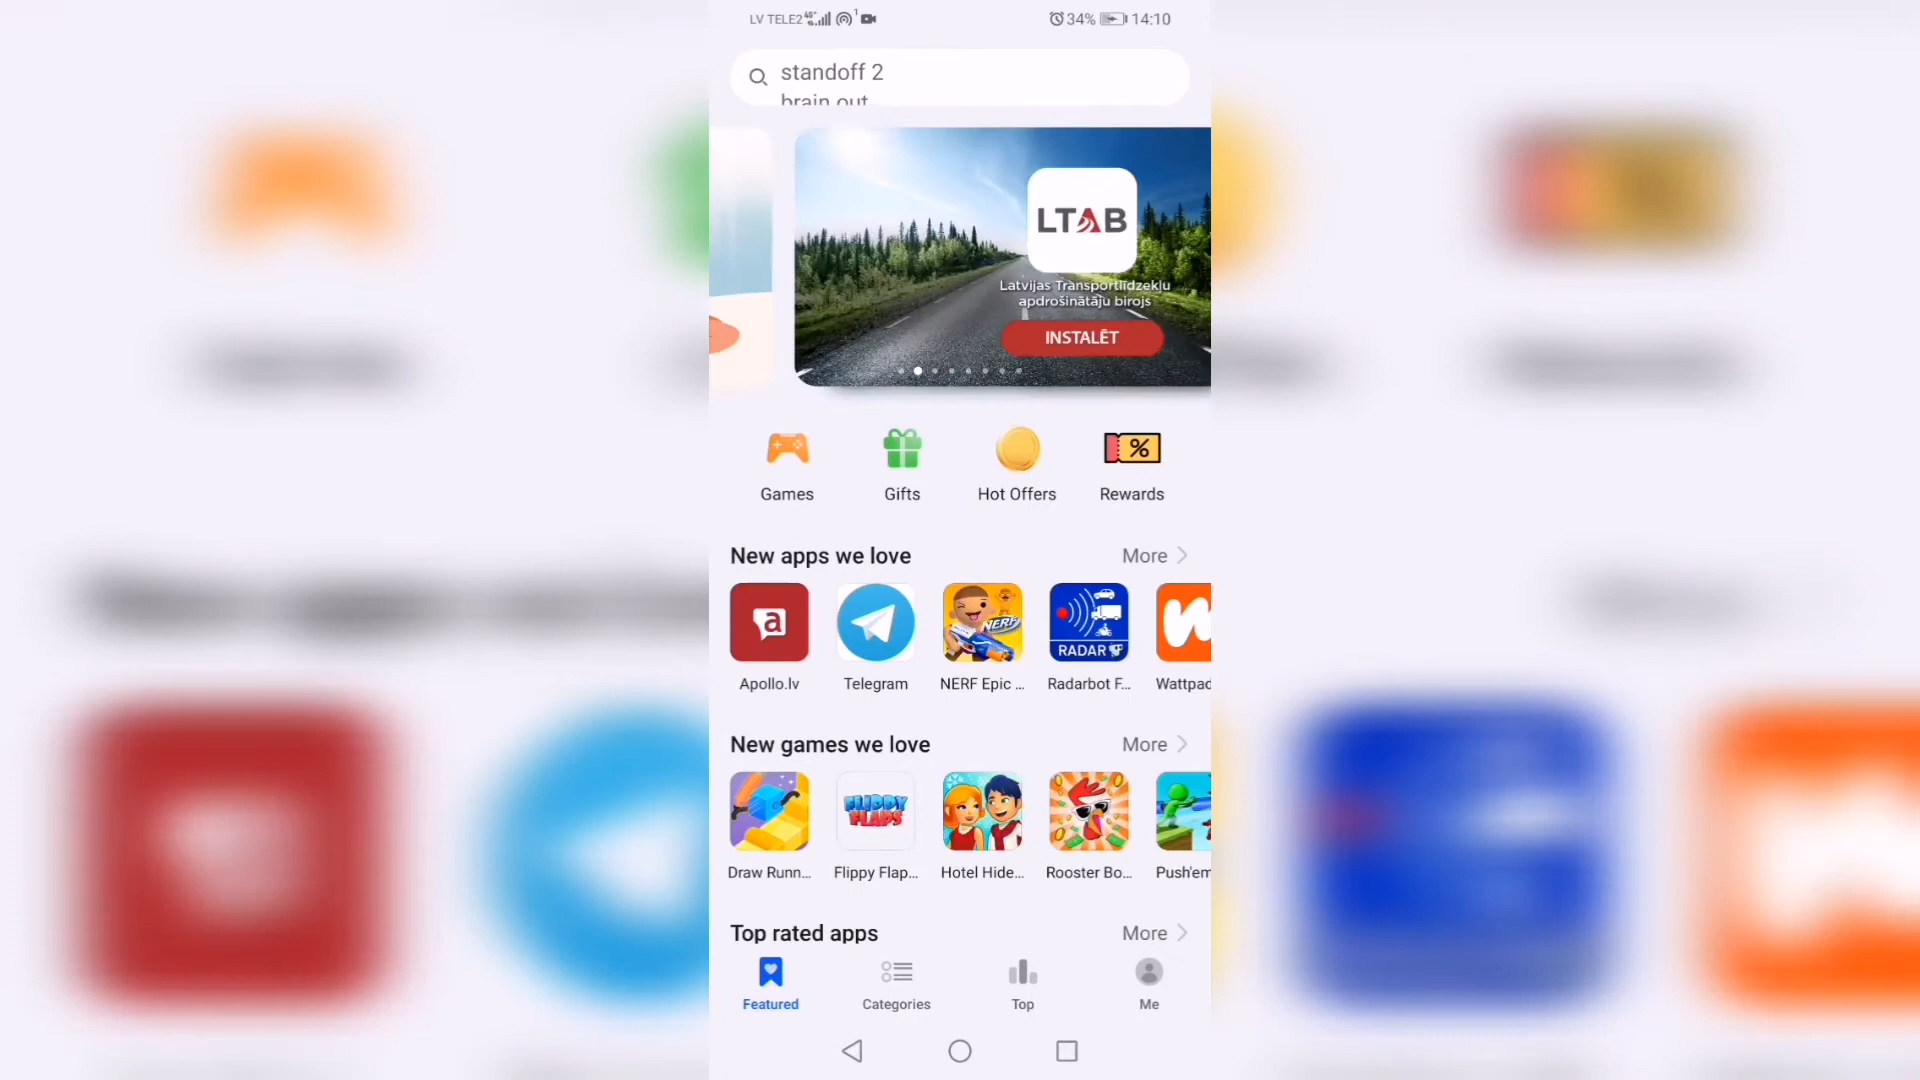 LV TELE2 4G+ 1 34% 14:10
standoff 2
brain out
LTAB
Latvijas Transportlīdzekļu
apdrošinātāju birojs
INSTALĒT
Games Gifts Hot Offers Rewards
New apps we love More
a NERF RADAR
Apollo.lv Telegram NERF Epic ... Radarbot F... Wattpad
New games we love More
FLIPPY
FLAPS
Draw Runn... Flippy Flap... Hotel Hide... Rooster Bo... Push'em
Top rated apps More
Featured Categories Top Me